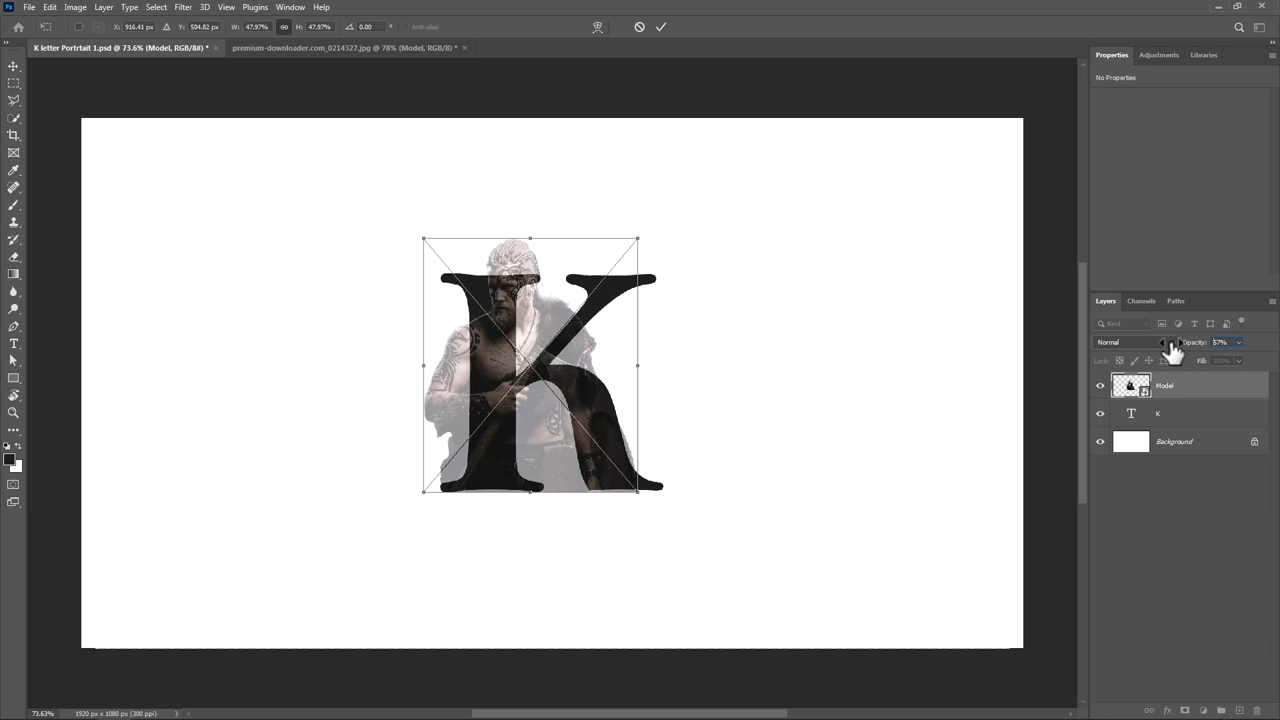 Ps File Edit Image Layer Type Select Filter 3D View Plugins Window Help
X: 916.41 px Y: 504.82 px W: 47.97% H: 47.97% 0.00 ° Anti-alias
K letter Portrtait 1.psd @ 73.6% (Model, RGB/8#) * × premium-downloader.com_0214327.jpg @ 78% (Model, RGB/8) * ×
Properties Adjustments Libraries
No Properties
K
Layers Channels Paths
Kind
Normal Opacity: 57%
Lock: Fill: 100%
Model
K
Background
73.63% 1920 px x 1080 px (300 ppi)